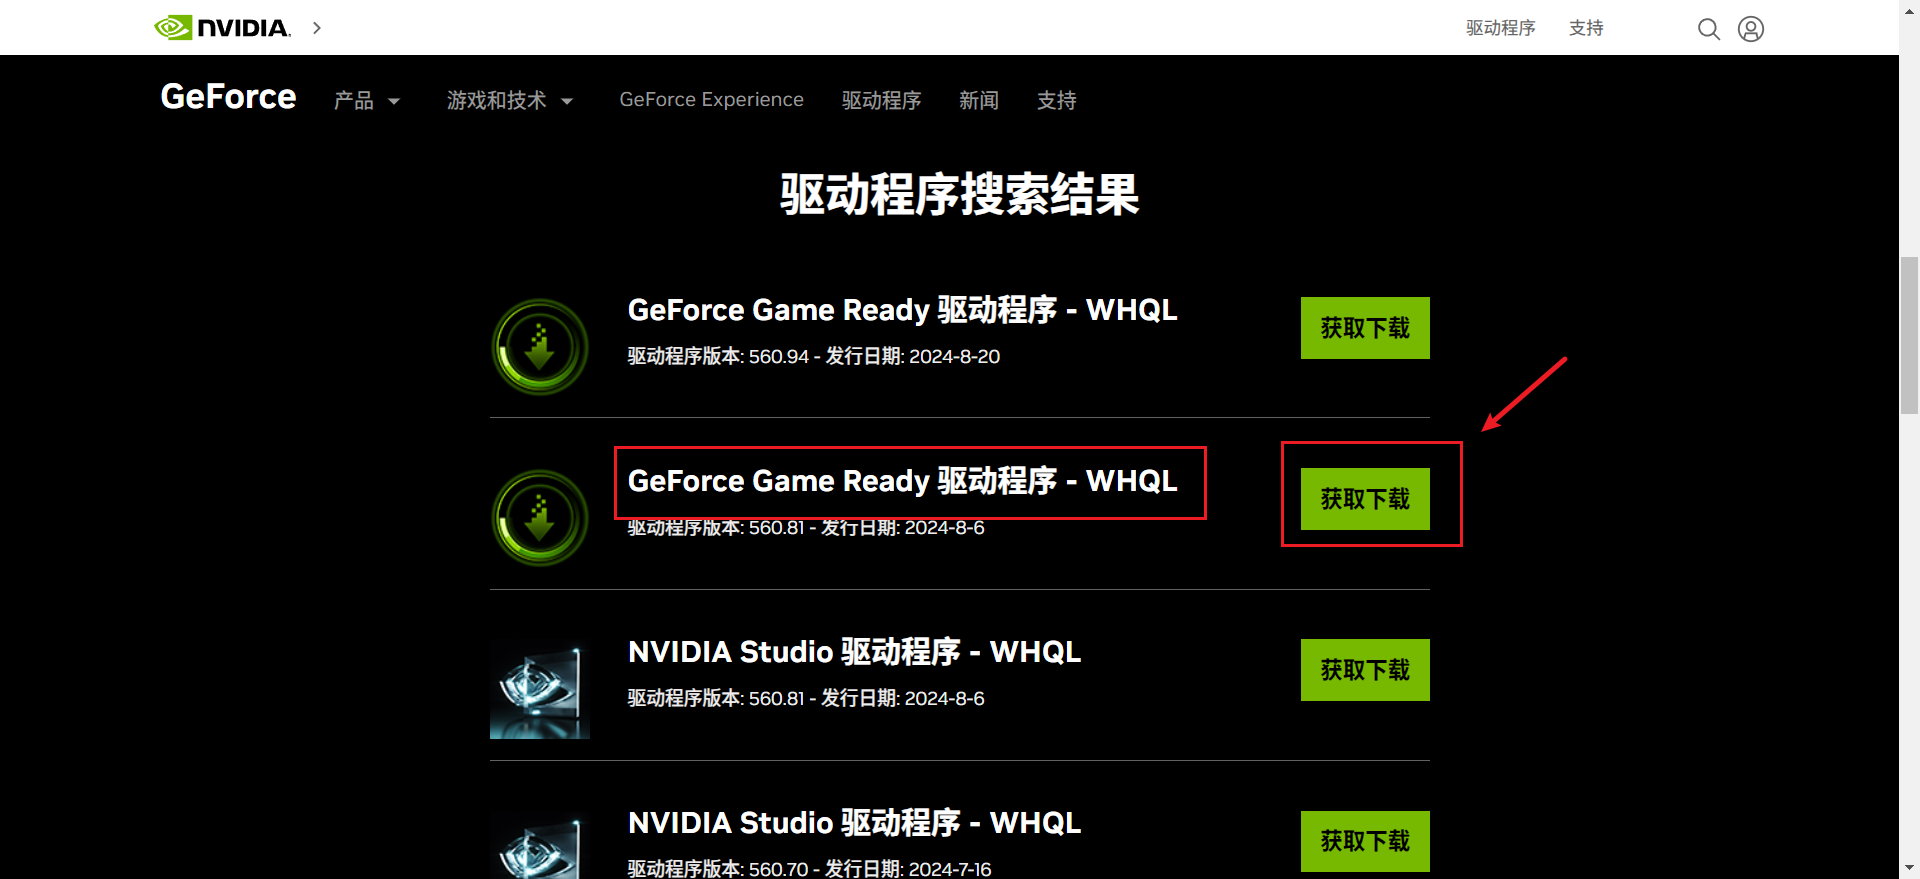 NVIDIA.
驱动程序
支持
GeForce
产品
游戏和技术
GeForce Experience
驱动程序
新闻
支持
驱动程序搜索结果
GeForce Game Ready 驱动程序 - WHQL
驱动程序版本: 560.94 - 发行日期: 2024-8-20
获取下载
GeForce Game Ready 驱动程序 - WHQL
驱动程序版本: 560.81 - 发行日期: 2024-8-6
获取下载
NVIDIA Studio 驱动程序 - WHQL
驱动程序版本: 560.81 - 发行日期: 2024-8-6
获取下载
NVIDIA Studio 驱动程序 - WHQL
驱动程序版本: 560.70 - 发行日期: 2024-7-16
获取下载